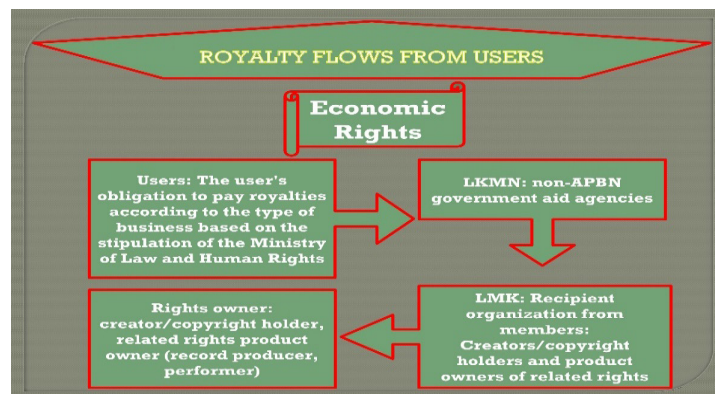 ROYALTY FLOWS FROM USERS
Economic
Rights
Users: The user's
obligation to pay royalties
according to the type of
business based on the
stipulation of the Ministry
of Law and Human Rights
LKMN: non-APBN
government aid agencies
LMK: Recipient
organization from
members:
Creators/copyright
holders and product
owners of related rights
Rights owner:
creator/copyright holder,
related rights product
owner (record producer,
performer)